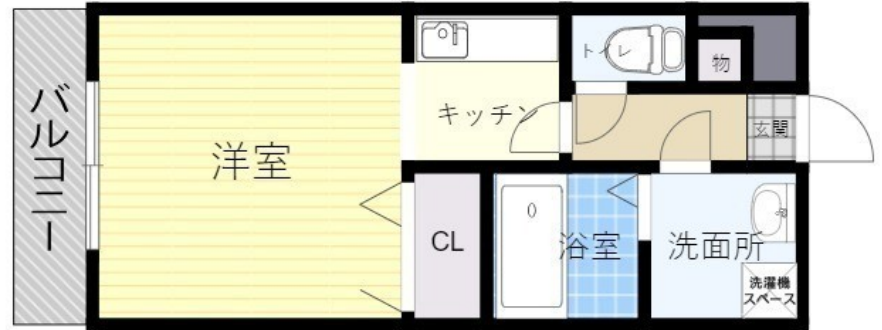 バルコニー
洋室
キッチン
トイレ
物
玄関
CL
浴室
洗面所
洗濯機
スペース